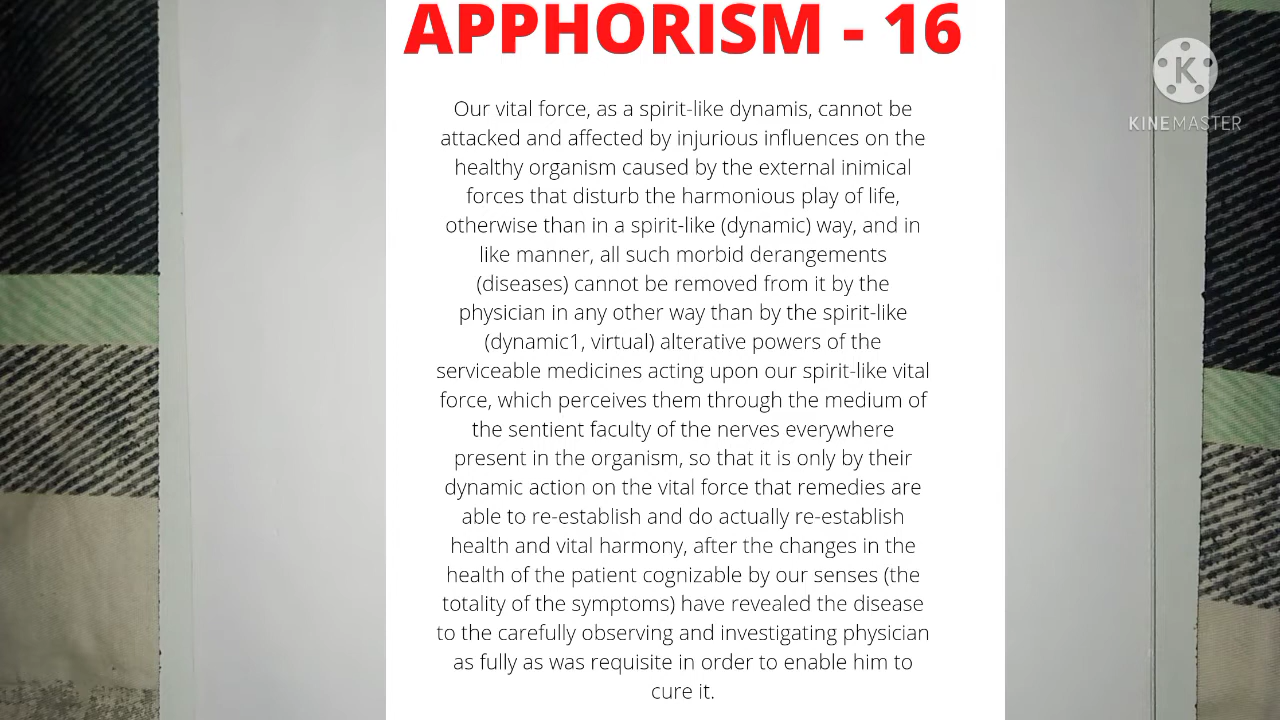 APPHORISM - 16
Our vital force, as a spirit-like dynamis, cannot be
attacked and affected by injurious influences on the
healthy organism caused by the external inimical
forces that disturb the harmonious play of life,
otherwise than in a spirit-like (dynamic) way, and in
like manner, all such morbid derangements
(diseases) cannot be removed from it by the
physician in any other way than by the spirit-like
(dynamic1, virtual) alterative powers of the
serviceable medicines acting upon our spirit-like vital
force, which perceives them through the medium of
the sentient faculty of the nerves everywhere
present in the organism, so that it is only by their
dynamic action on the vital force that remedies are
able to re-establish and do actually re-establish
health and vital harmony, after the changes in the
health of the patient cognizable by our senses (the
totality of the symptoms) have revealed the disease
to the carefully observing and investigating physician
as fully as was requisite in order to enable him to
cure it.
K
KINEMASTER